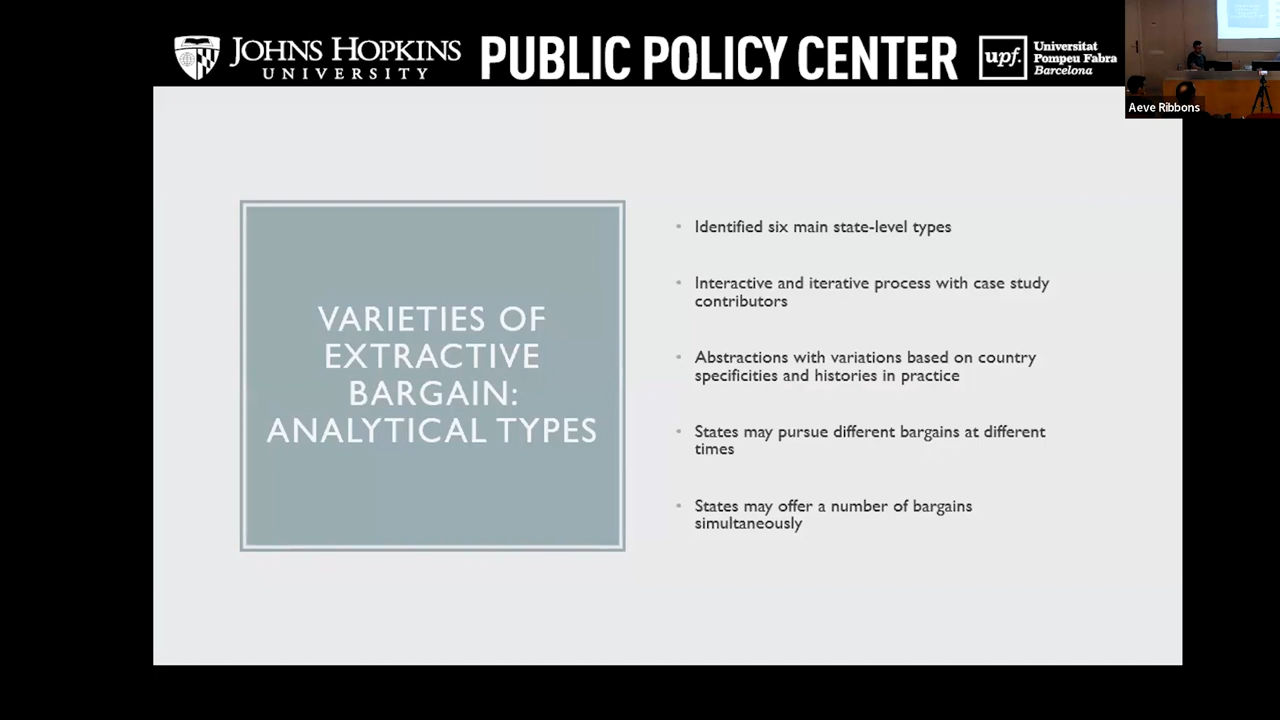 JOHNS HOPKINS
UNIVERSITY
PUBLIC POLICY CENTER
upf.
Universitat
Pompeu Fabra
Barcelona
Aeve Ribbons
VARIETIES OF
EXTRACTIVE
BARGAIN:
ANALYTICAL TYPES
• Identified six main state-level types
• Interactive and iterative process with case study
contributors
• Abstractions with variations based on country
specificities and histories in practice
• States may pursue different bargains at different
times
• States may offer a number of bargains
simultaneously